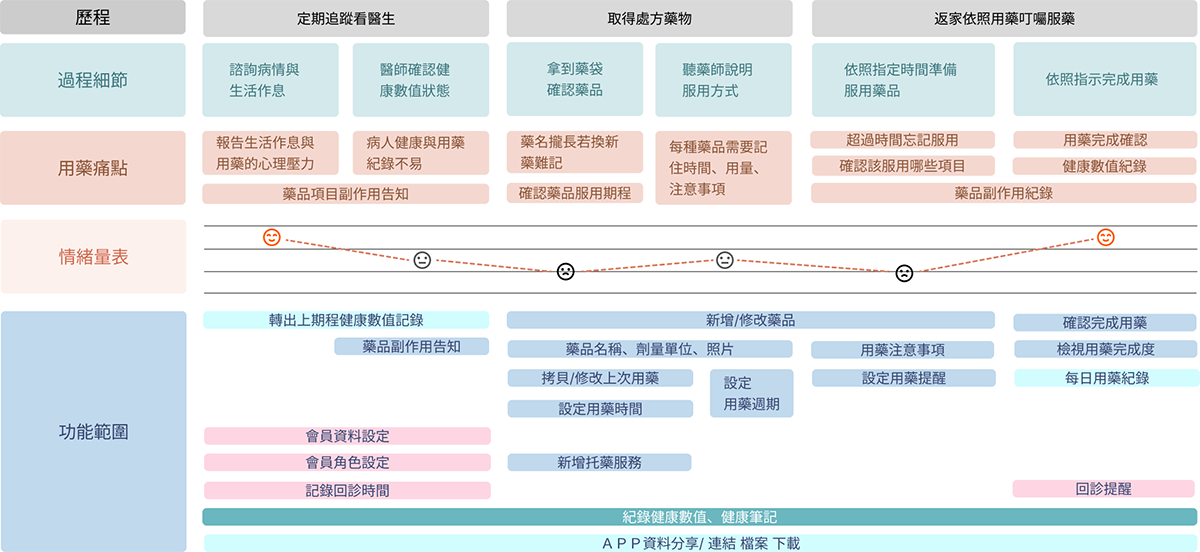 歷程
定期追蹤看醫生
取得處方藥物
返家依照用藥叮囑服藥
過程細節
諮詢病情與
生活作息
醫師確認健
康數值狀態
拿到藥袋
確認藥品
聽藥師說明
服用方式
依照指定時間準備
服用藥品
依照指示完成用藥
用藥痛點
報告生活作息與
用藥的心理壓力
病人健康與用藥
紀錄不易
藥品項目副作用告知
藥名攏長若換新
藥難記
確認藥品服用期程
每種藥品需要記
住時間、用量、
注意事項
超過時間忘記服用
確認該服用哪些項目
用藥完成確認
健康數值紀錄
藥品副作用紀錄
情緒量表
功能範圍
轉出上期程健康數值記錄
藥品副作用告知
新增/修改藥品
確認完成用藥
藥品名稱、劑量單位、照片
用藥注意事項
檢視用藥完成度
拷貝/修改上次用藥
設定
用藥週期
設定用藥提醒
每日用藥紀錄
設定用藥時間
會員資料設定
會員角色設定
新增托藥服務
記錄回診時間
回診提醒
紀錄健康數值、健康筆記
ＡＰＰ資料分享/ 連結 檔案 下載